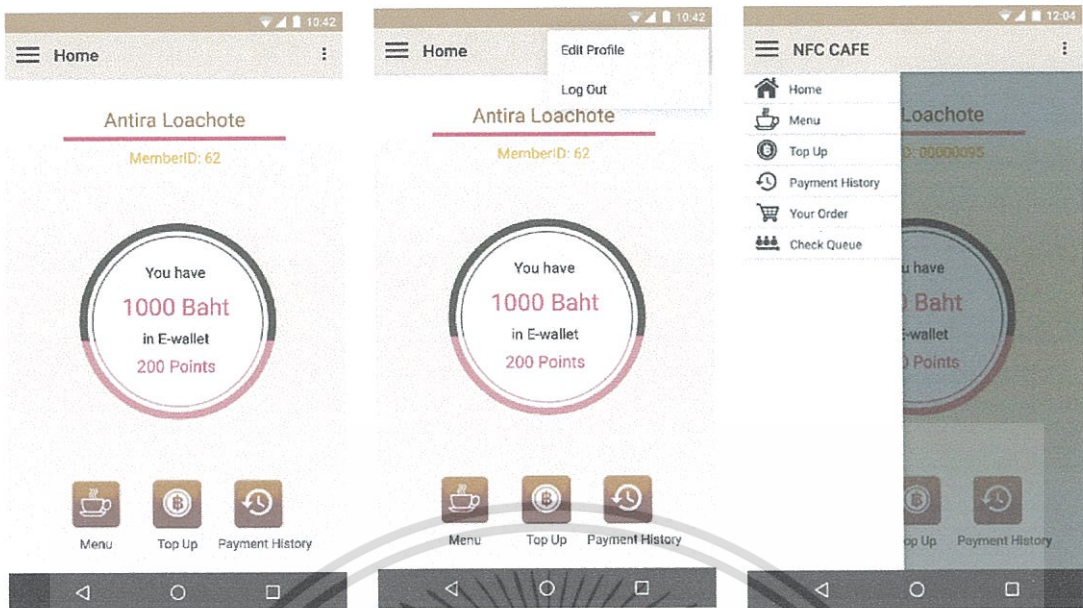 10:42
Home
Antira Loachote
MemberID: 62
You have
1000 Baht
in E-wallet
200 Points
Menu
Top Up
Payment History
10:42
Home
Edit Profile
Log Out
Antira Loachote
MemberID: 62
You have
1000 Baht
in E-wallet
200 Points
Menu
Top Up
Payment History
12:04
NFC CAFE
Home
Menu
Top Up
Payment History
Your Order
Check Queue
Loachote
D: 00000095
u have
Baht
E-wallet
Points
op Up
Payment History